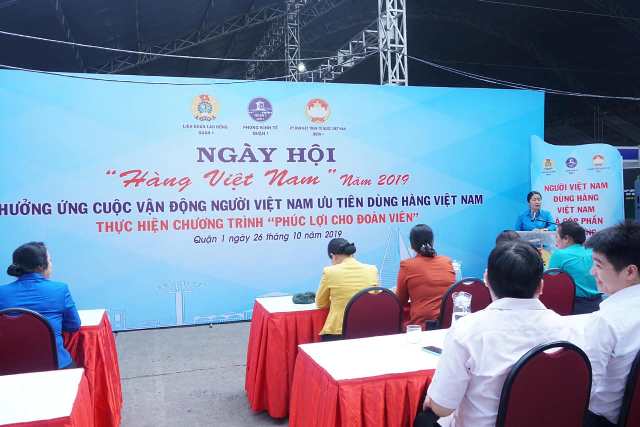 LIÊN ĐOÀN LAO ĐỘNG
QUẬN 1
PHÒNG KINH TẾ
QUẬN 1
ỦY BAN MẶT TRẬN TỔ QUỐC VIỆT NAM
QUẬN 1
NGÀY HỘI
"Hàng Việt Nam" Năm 2019
HƯỞNG ỨNG CUỘC VẬN ĐỘNG NGƯỜI VIỆT NAM ƯU TIÊN DÙNG HÀNG VIỆT NAM
THỰC HIỆN CHƯƠNG TRÌNH "PHÚC LỢI CHO ĐOÀN VIÊN"
Quận 1 ngày 26 tháng 10 năm 2019
NGƯỜI VIỆT NAM
DÙNG HÀNG
VIỆT NAM
GÓP PHẦN